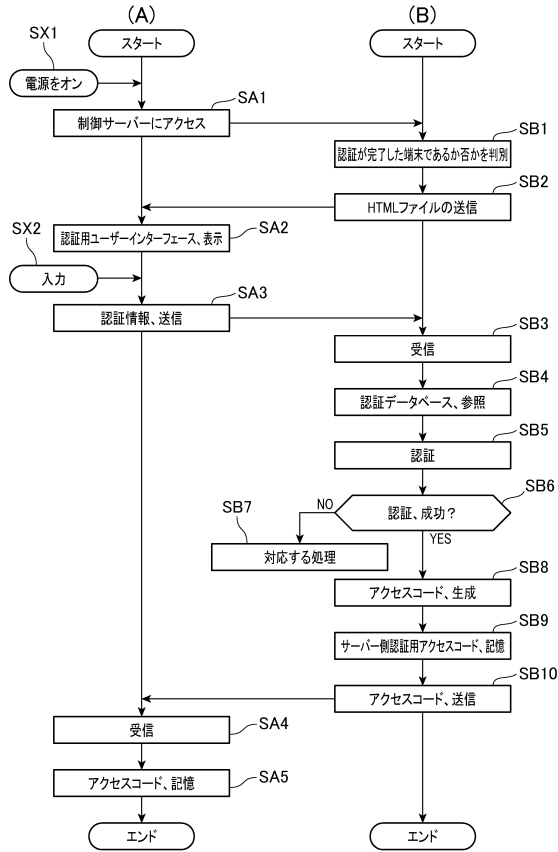 (A)
(B)
SX1
スタート
スタート
電源をオン
SA1
制御サーバーにアクセス
SB1
認証が完了した端末であるか否かを判別
SB2
HTMLファイルの送信
SX2
SA2
認証用ユーザーインターフェース、表示
入力
SA3
認証情報、送信
SB3
受信
SB4
認証データベース、参照
SB5
認証
SB6
認証、成功？
NO
YES
SB7
対応する処理
SB8
アクセスコード、生成
SB9
サーバー側認証用アクセスコード、記憶
SB10
アクセスコード、送信
SA4
受信
SA5
アクセスコード、記憶
エンド
エンド